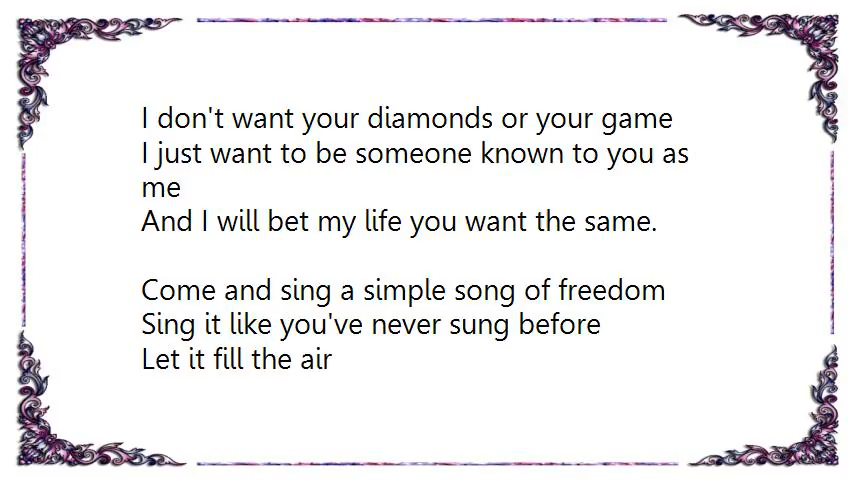 I don't want your diamonds or your game
I just want to be someone known to you as
me
And I will bet my life you want the same.
Come and sing a simple song of freedom
Sing it like you've never sung before
Let it fill the air